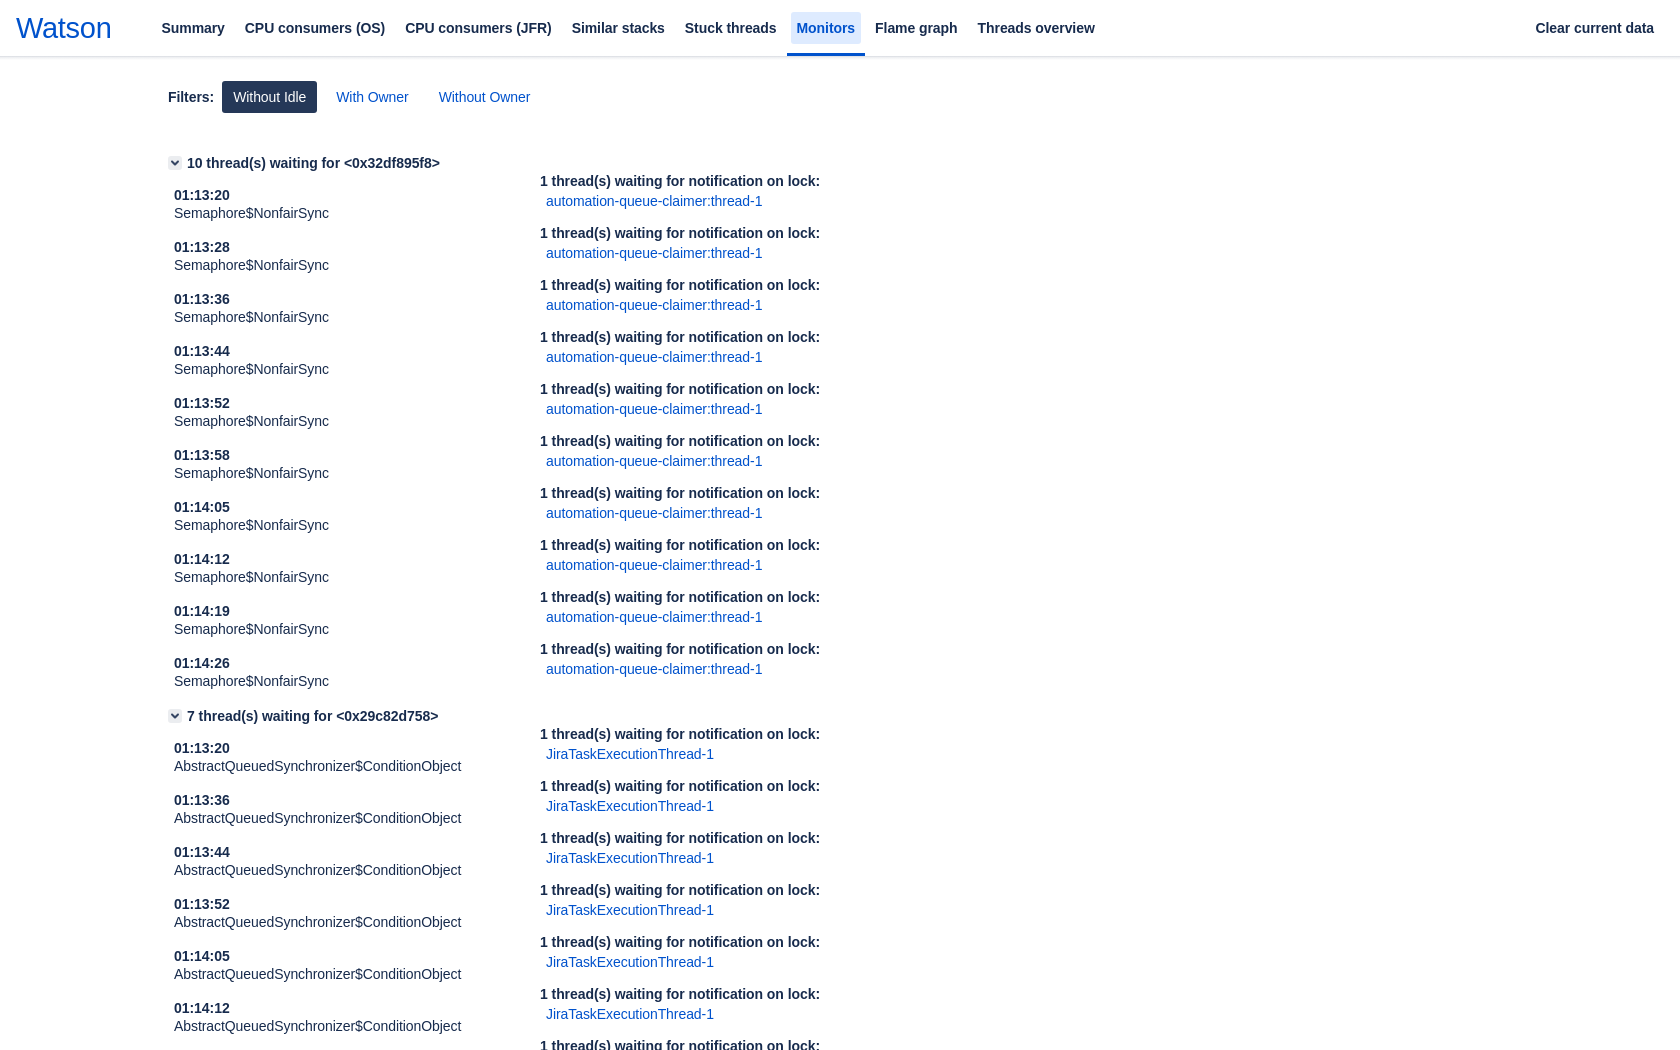 Watson
Summary
CPU consumers (OS)
CPU consumers (JFR)
Similar stacks
Stuck threads
Monitors
Flame graph
Threads overview
Clear current data
Filters:
Without Idle
With Owner
Without Owner
10 thread(s) waiting for <0x32df895f8>
01:13:20
Semaphore$NonfairSync
1 thread(s) waiting for notification on lock:
automation-queue-claimer:thread-1
01:13:28
Semaphore$NonfairSync
1 thread(s) waiting for notification on lock:
automation-queue-claimer:thread-1
01:13:36
Semaphore$NonfairSync
1 thread(s) waiting for notification on lock:
automation-queue-claimer:thread-1
01:13:44
Semaphore$NonfairSync
1 thread(s) waiting for notification on lock:
automation-queue-claimer:thread-1
01:13:52
Semaphore$NonfairSync
1 thread(s) waiting for notification on lock:
automation-queue-claimer:thread-1
01:13:58
Semaphore$NonfairSync
1 thread(s) waiting for notification on lock:
automation-queue-claimer:thread-1
01:14:05
Semaphore$NonfairSync
1 thread(s) waiting for notification on lock:
automation-queue-claimer:thread-1
01:14:12
Semaphore$NonfairSync
1 thread(s) waiting for notification on lock:
automation-queue-claimer:thread-1
01:14:19
Semaphore$NonfairSync
1 thread(s) waiting for notification on lock:
automation-queue-claimer:thread-1
01:14:26
Semaphore$NonfairSync
1 thread(s) waiting for notification on lock:
automation-queue-claimer:thread-1
7 thread(s) waiting for <0x29c82d758>
01:13:20
AbstractQueuedSynchronizer$ConditionObject
1 thread(s) waiting for notification on lock:
JiraTaskExecutionThread-1
01:13:36
AbstractQueuedSynchronizer$ConditionObject
1 thread(s) waiting for notification on lock:
JiraTaskExecutionThread-1
01:13:44
AbstractQueuedSynchronizer$ConditionObject
1 thread(s) waiting for notification on lock:
JiraTaskExecutionThread-1
01:13:52
AbstractQueuedSynchronizer$ConditionObject
1 thread(s) waiting for notification on lock:
JiraTaskExecutionThread-1
01:14:05
AbstractQueuedSynchronizer$ConditionObject
1 thread(s) waiting for notification on lock:
JiraTaskExecutionThread-1
01:14:12
AbstractQueuedSynchronizer$ConditionObject
1 thread(s) waiting for notification on lock:
JiraTaskExecutionThread-1
1 thread(s) waiting for notification on lock: